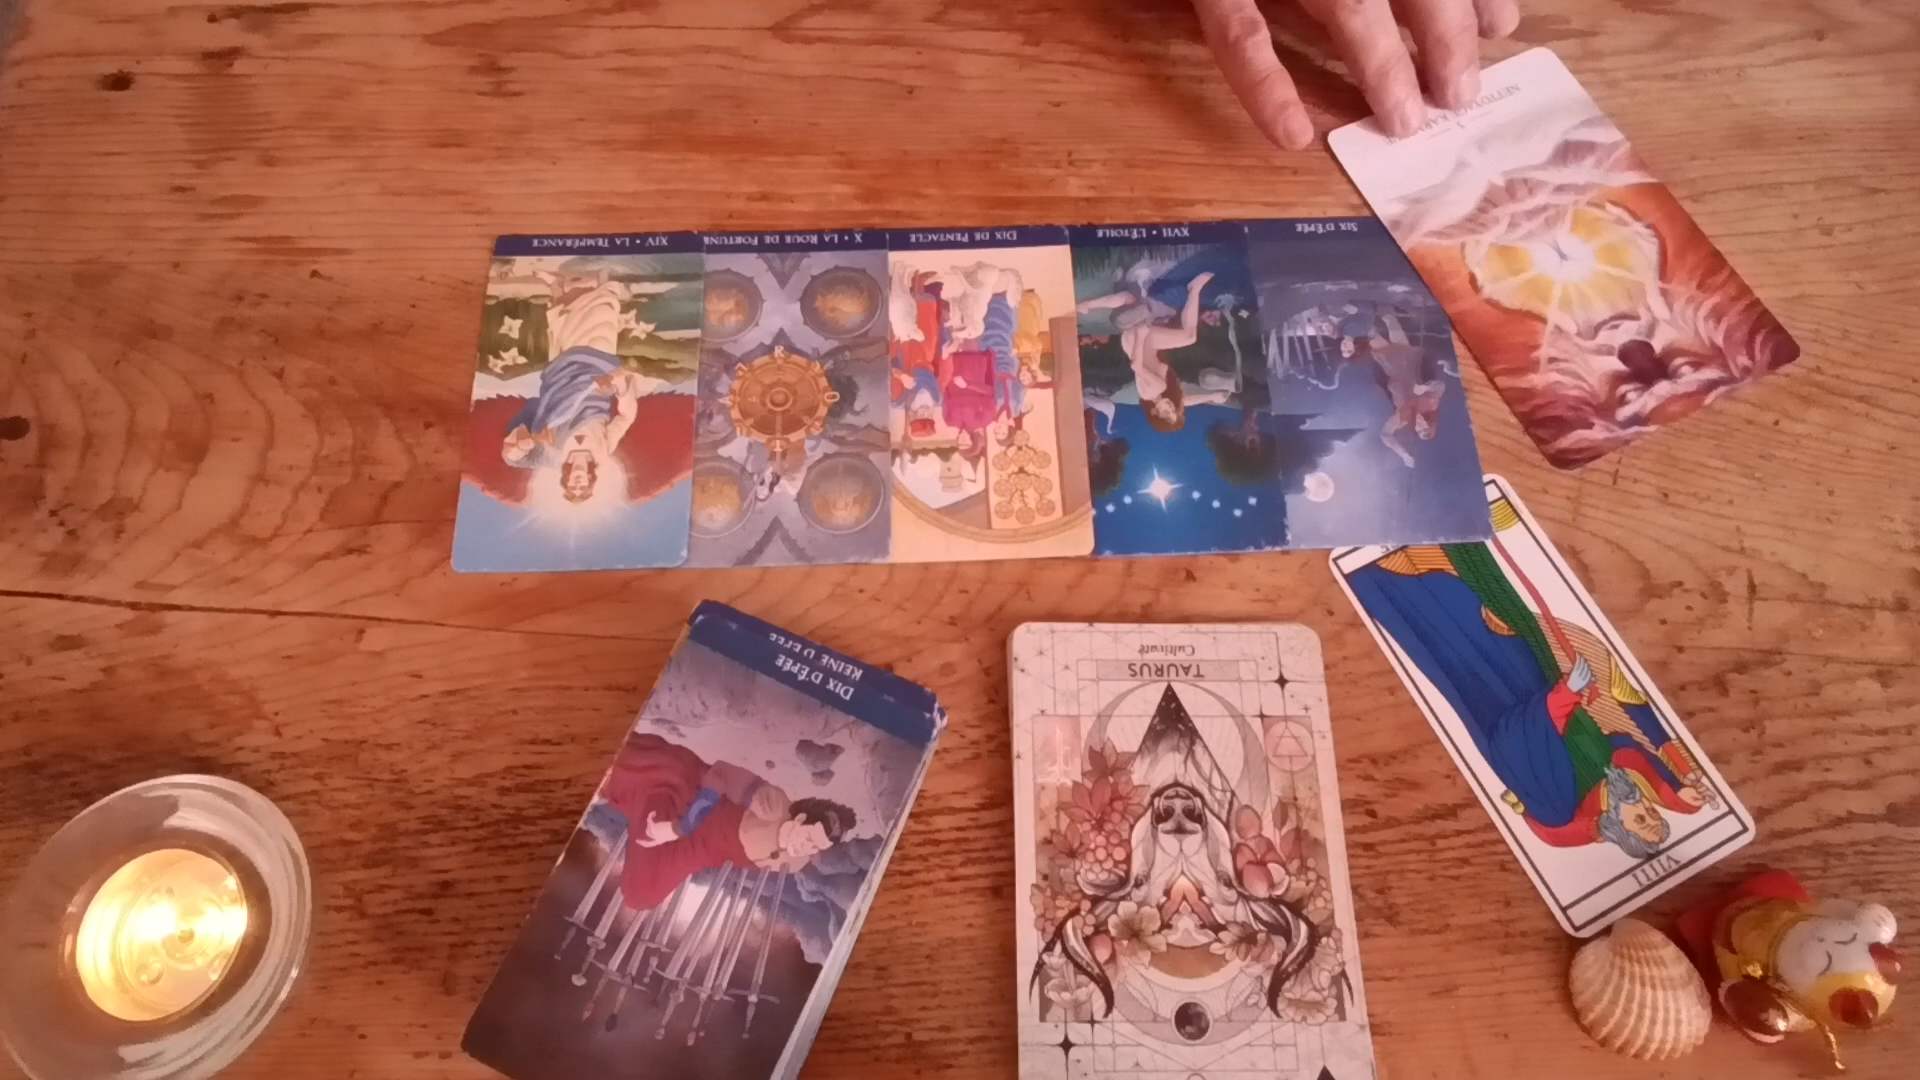 NETTOYAGE KARMIQUE
5
XIV • LA TEMPÉRANCE
X • LA ROUE DE FORTUNE
DIX DE PENTACLE
XVII • L'ÉTOILE
SIX D'ÉPÉE
REINE D'ÉPÉE
DIX D'ÉPÉE
Cultivate
TAURUS
VIIII